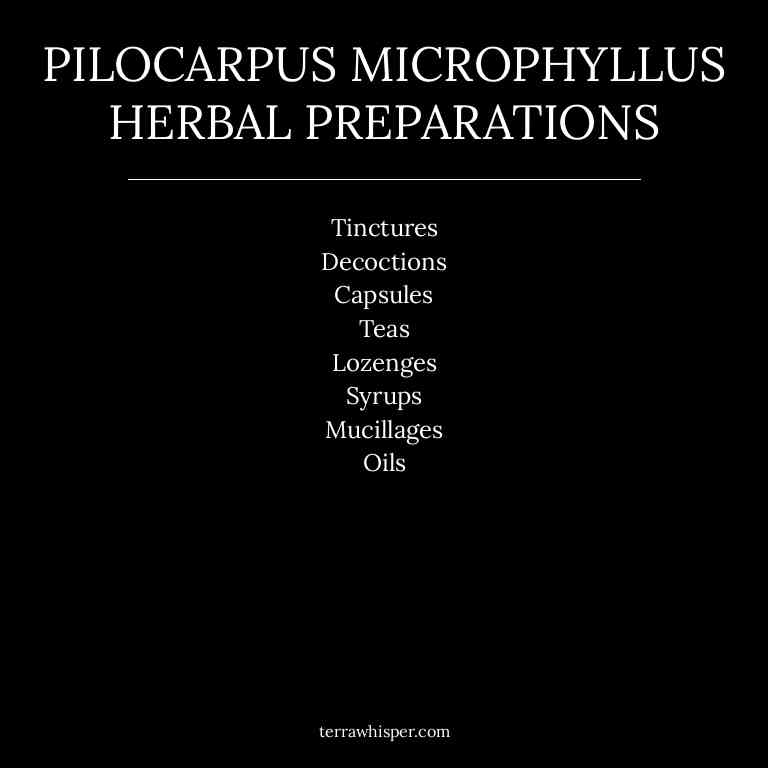 PILOCARPUS MICROPHYLLUS
HERBAL PREPARATIONS
Tinctures
Decoctions
Capsules
Teas
Lozenges
Syrups
Mucillages
Oils
terrawhisper.com